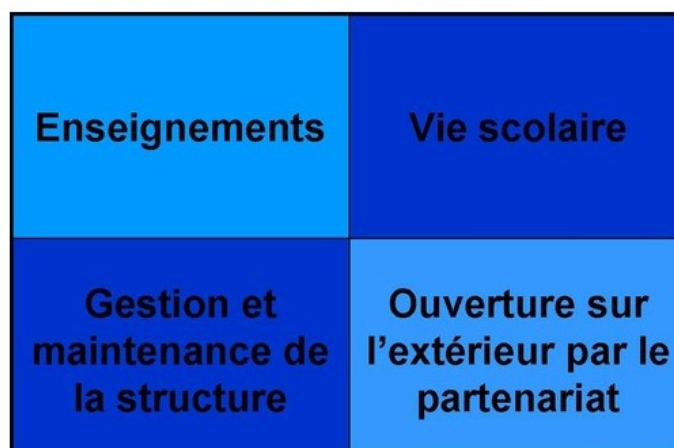 Enseignements
Vie scolaire
Gestion et
maintenance de
la structure
Ouverture sur
l’extérieur par le
partenariat